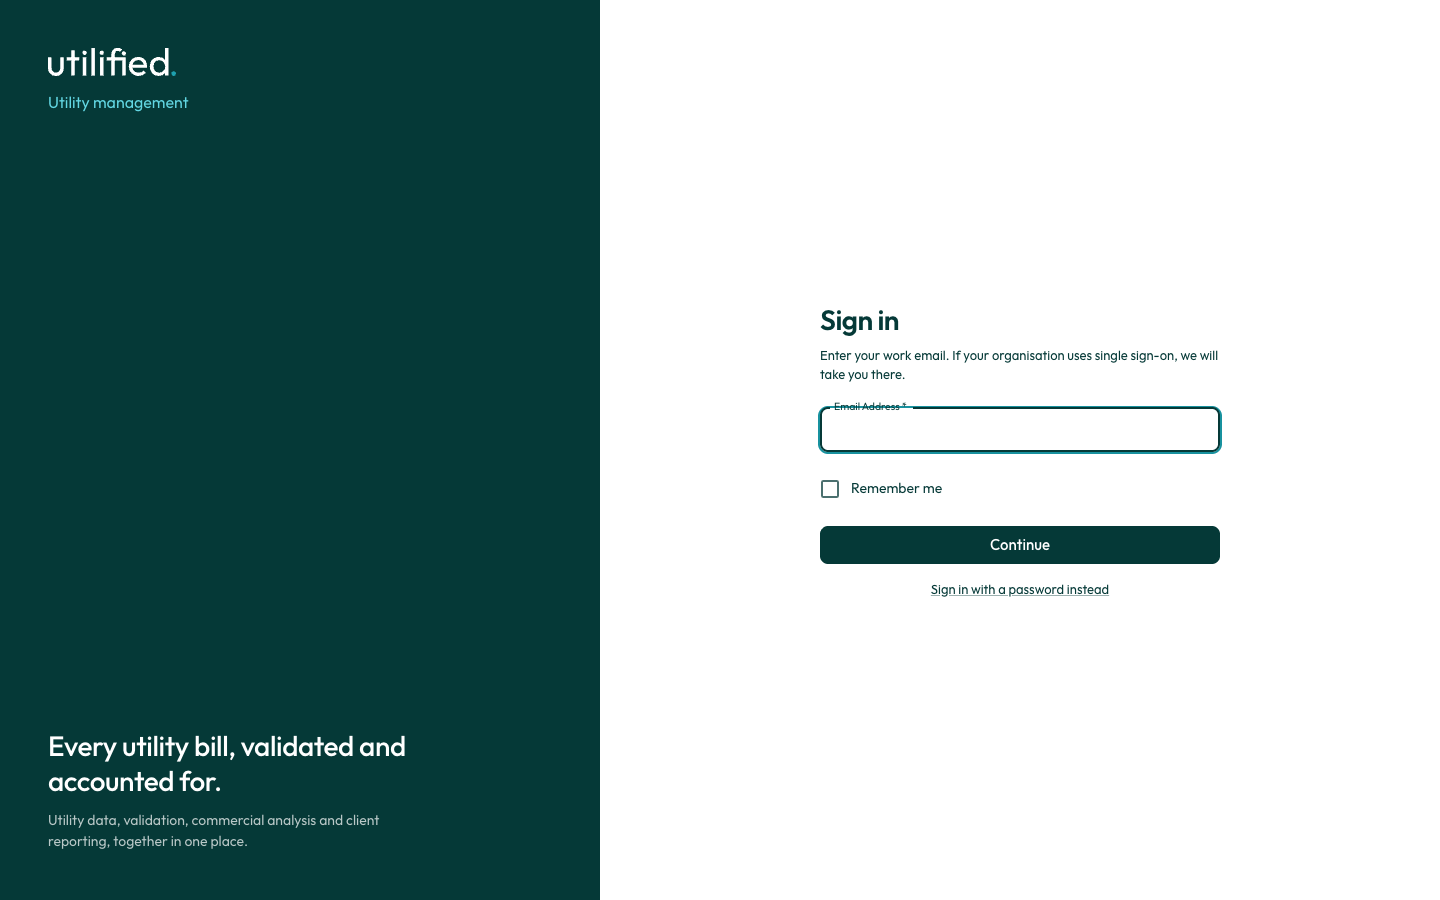 utilified.
Utility management
Every utility bill, validated and
accounted for.
Utility data, validation, commercial analysis and client
reporting, together in one place.
Sign in
Enter your work email. If your organisation uses single sign-on, we will
take you there.
Email Address *
Remember me
Continue
Sign in with a password instead